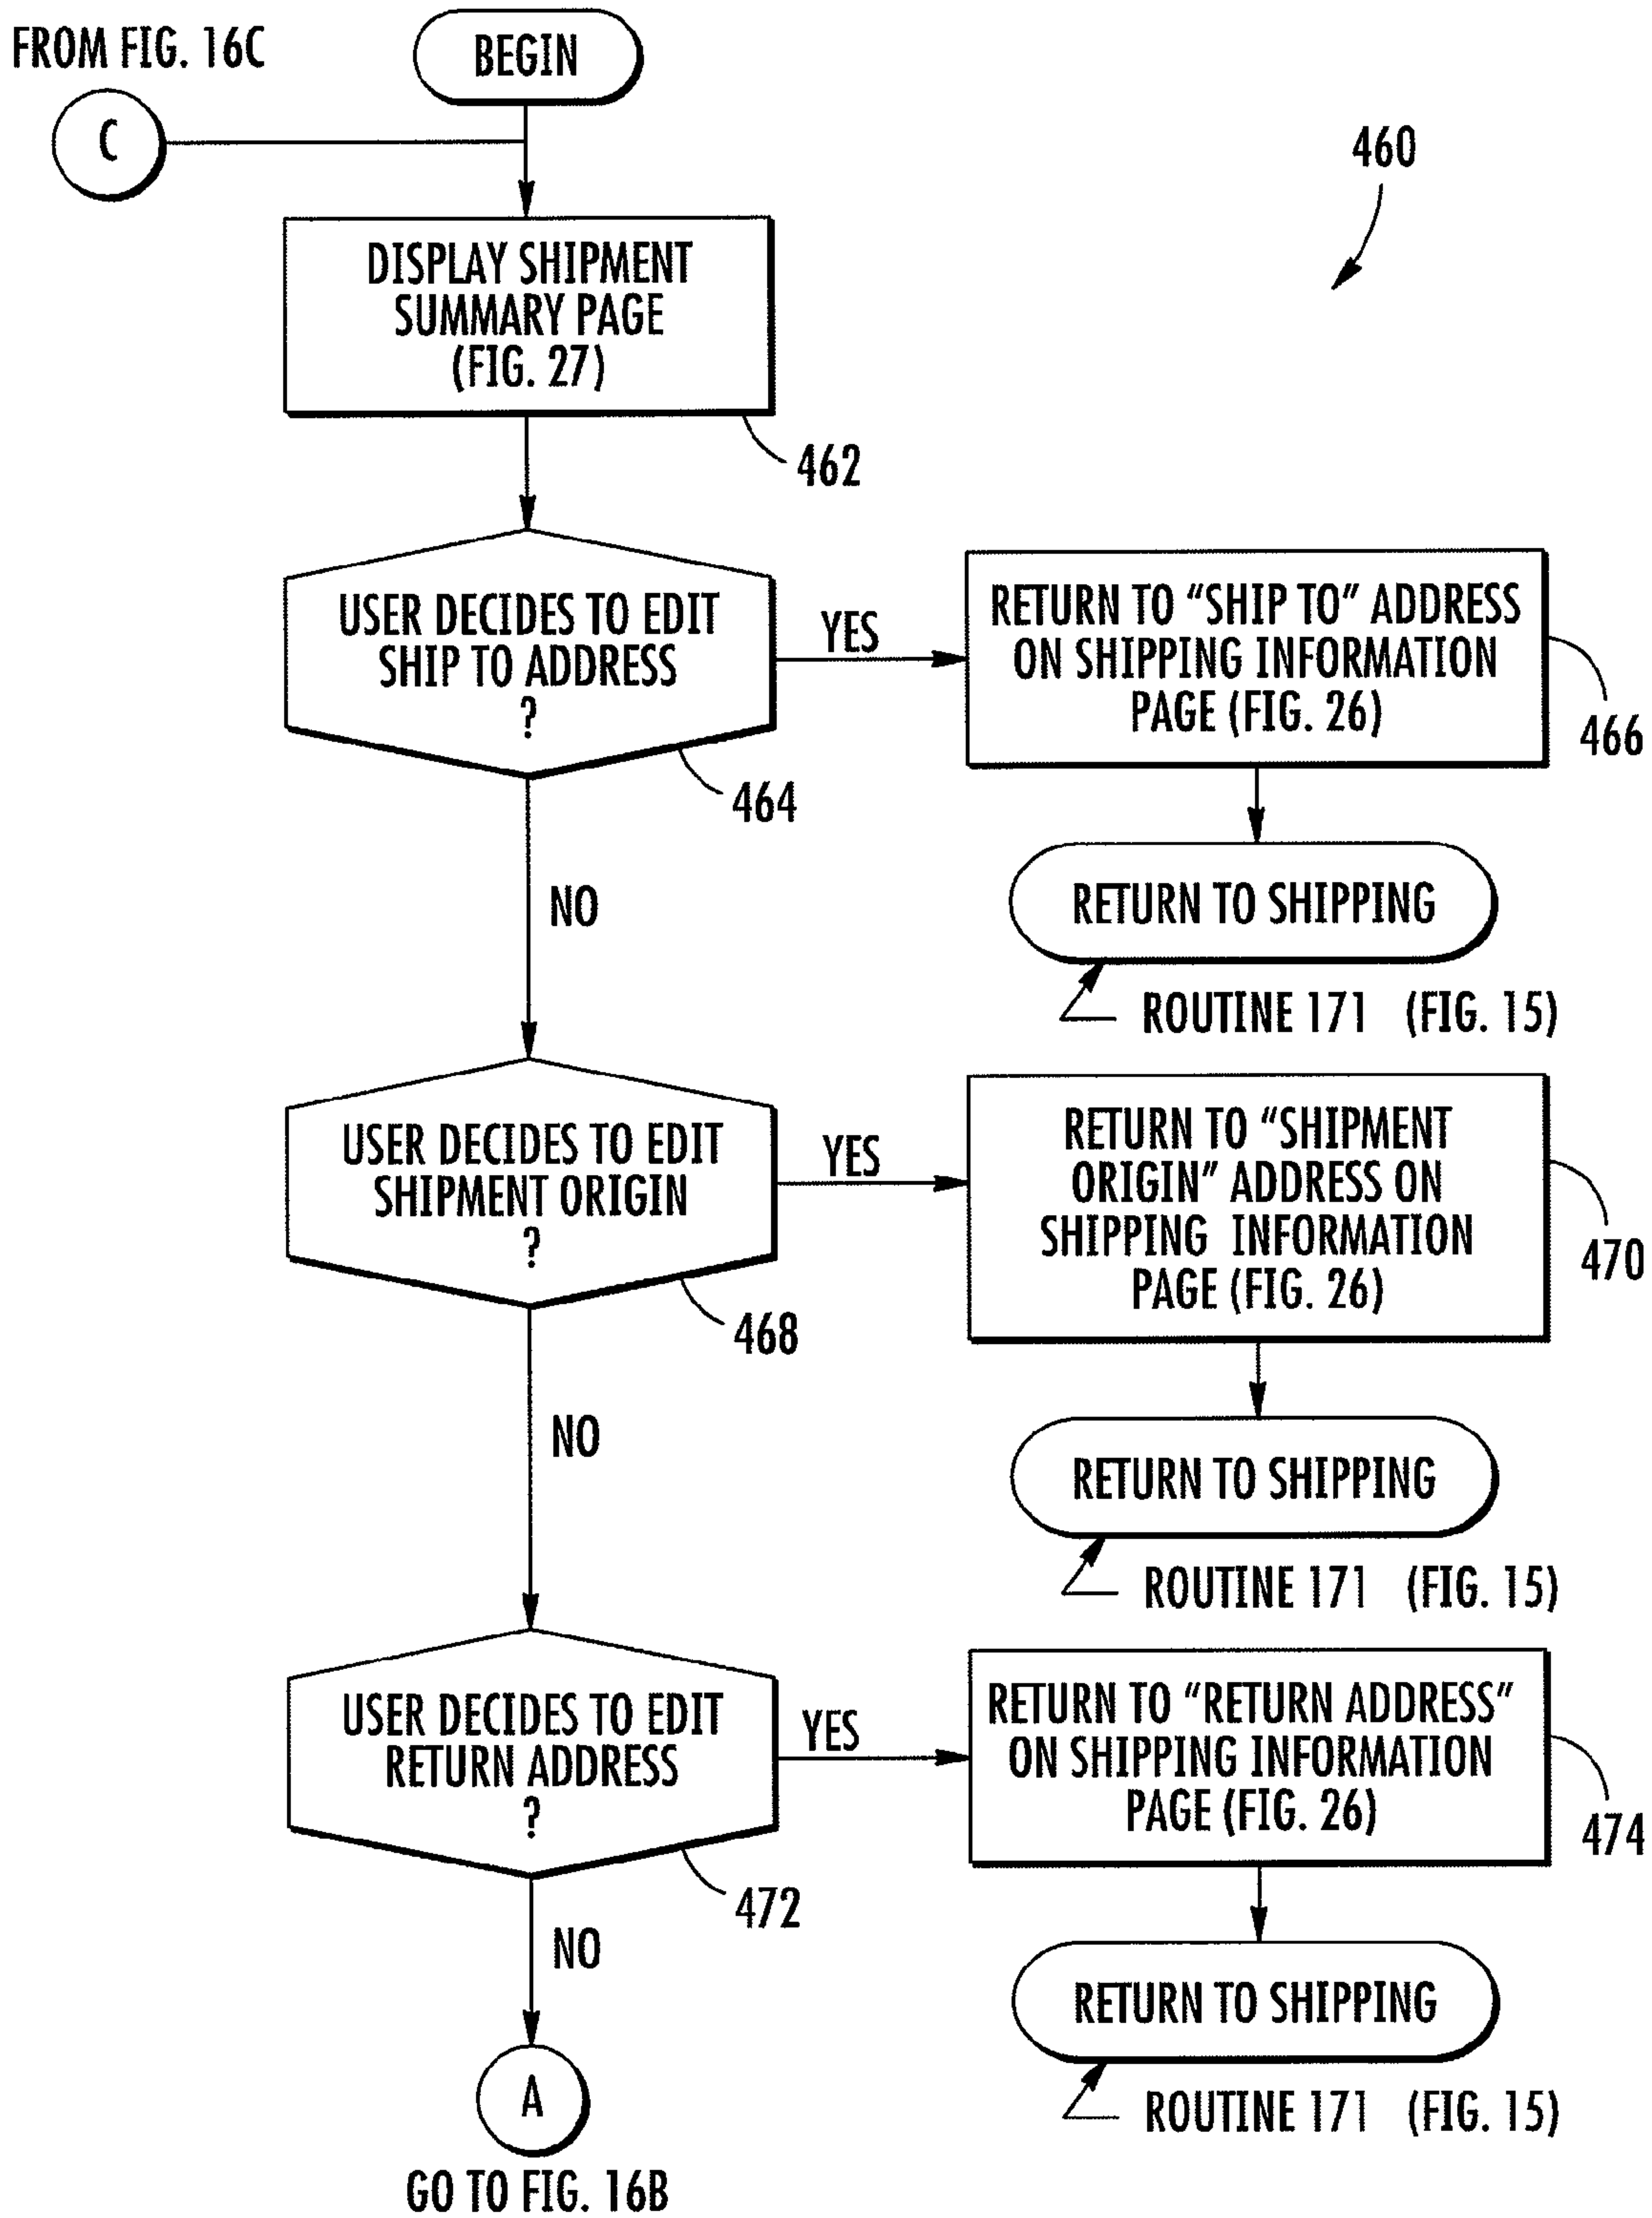 FROM FIG. 16C
BEGIN
C
460
DISPLAY SHIPMENT
SUMMARY PAGE
(FIG. 27)
462
USER DECIDES TO EDIT
SHIP TO ADDRESS
?
464
YES
RETURN TO “SHIP TO” ADDRESS
ON SHIPPING INFORMATION
PAGE (FIG. 26)
466
RETURN TO SHIPPING
ROUTINE 171 (FIG. 15)
NO
USER DECIDES TO EDIT
SHIPMENT ORIGIN
?
468
YES
RETURN TO “SHIPMENT
ORIGIN” ADDRESS ON
SHIPPING INFORMATION
PAGE (FIG. 26)
470
RETURN TO SHIPPING
ROUTINE 171 (FIG. 15)
NO
USER DECIDES TO EDIT
RETURN ADDRESS
?
472
YES
RETURN TO “RETURN ADDRESS”
ON SHIPPING INFORMATION
PAGE (FIG. 26)
474
RETURN TO SHIPPING
ROUTINE 171 (FIG. 15)
NO
A
GO TO FIG. 16B